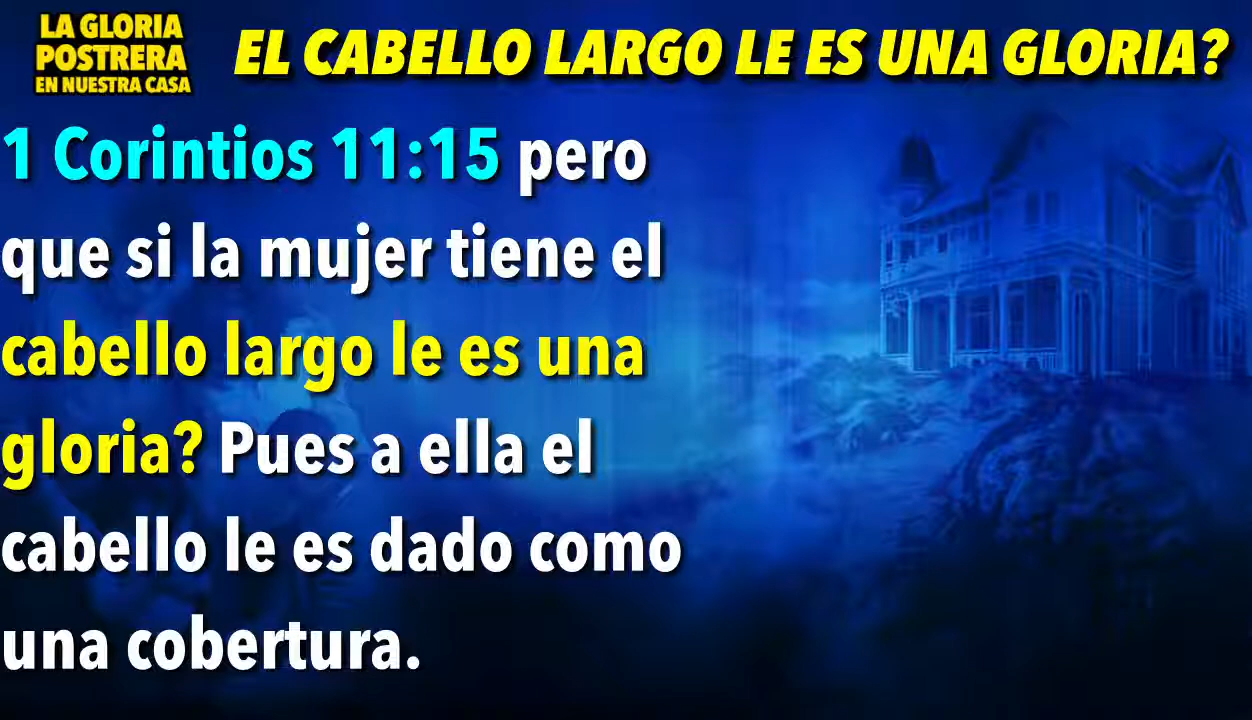 LA GLORIA
POSTRERA
EN NUESTRA CASA
EL CABELLO LARGO LE ES UNA GLORIA?
1 Corintios 11:15 pero
que si la mujer tiene el
cabello largo le es una
gloria? Pues a ella el
cabello le es dado como
una cobertura.